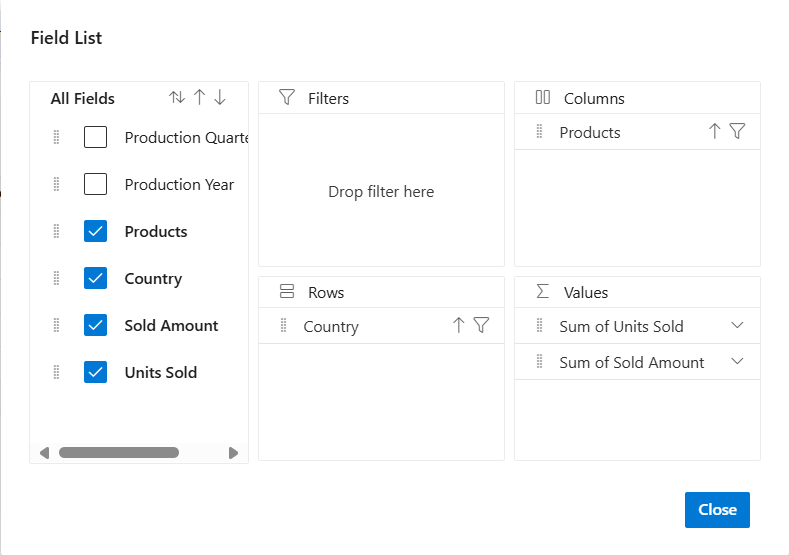 Field List
All Fields
Production Quarte
Production Year
Products
Country
Sold Amount
Units Sold
Filters
Drop filter here
Columns
Products
Rows
Country
Values
Sum of Units Sold
Sum of Sold Amount
Close